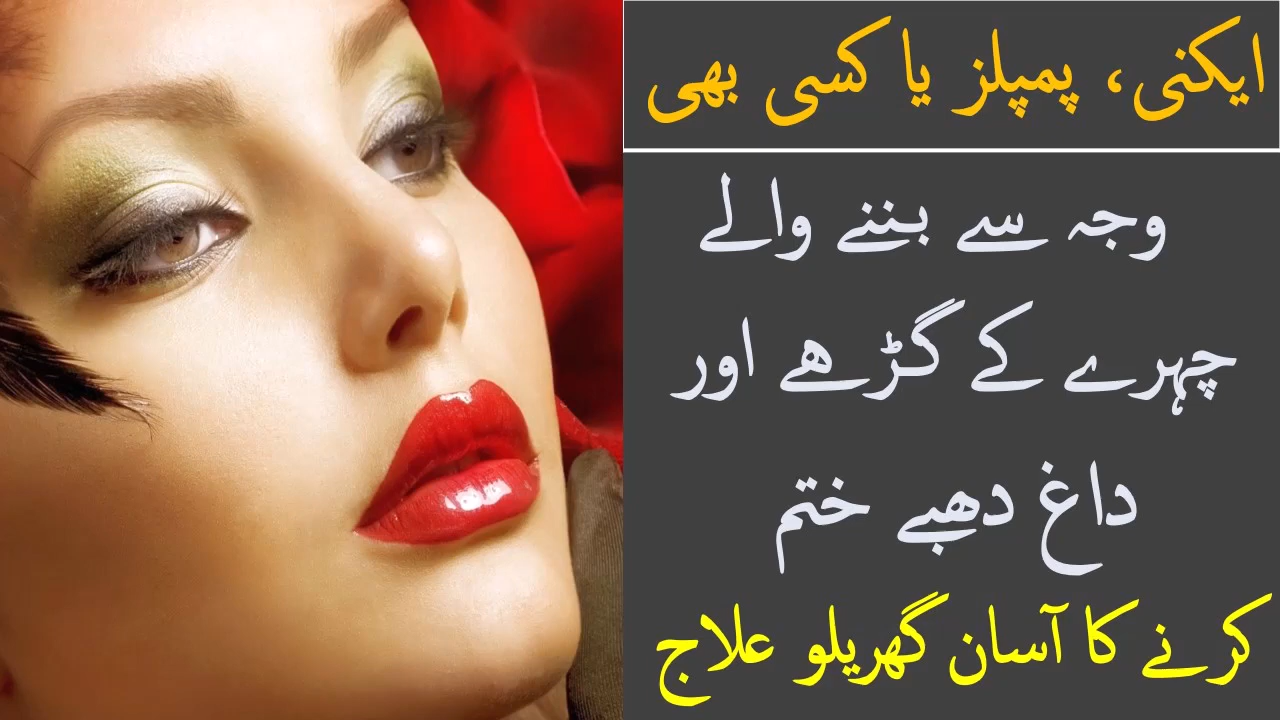 ایکنی، پمپلز یا کسی بھی
وجہ سے بننے والے
چہرے کے گڑھے اور
داغ دھبے ختم
کرنے کا آسان گھریلو علاج